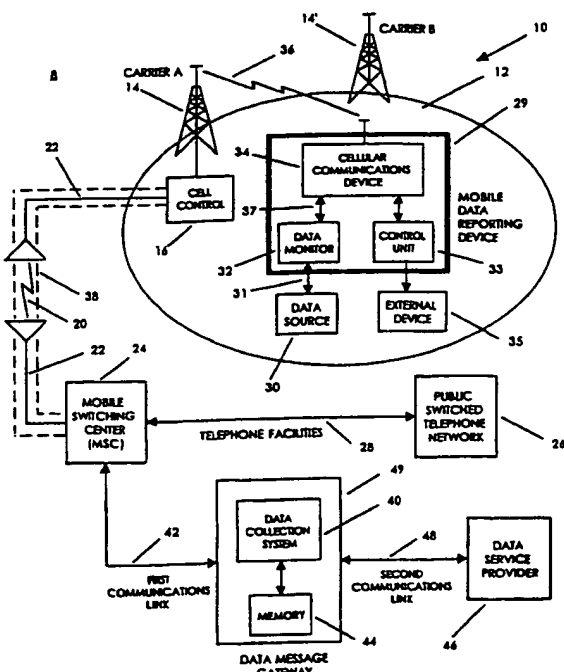 14'
CARRIER B
10
8
36
12
CARRIER A
14
29
34
CELLULAR
COMMUNICATIONS
DEVICE
22
CELL
CONTROL
37
MOBILE
DATA
REPORTING
DEVICE
DATA
MONITOR
CONTROL
UNIT
16
32
33
31
38
DATA
SOURCE
EXTERNAL
DEVICE
20
30
35
22
24
MOBILE
SWITCHING
CENTER
(MSC)
PUBLIC
SWITCHED
TELEPHONE
NETWORK
TELEPHONE FACILITIES
28
26
49
40
DATA
COLLECTION
SYSTEM
42
48
DATA
SERVICE
PROVIDER
FIRST
COMMUNICATIONS
LINK
SECOND
COMMUNICATIONS
LINK
MEMORY
44
46
DATA MESSAGE
GATEWAY